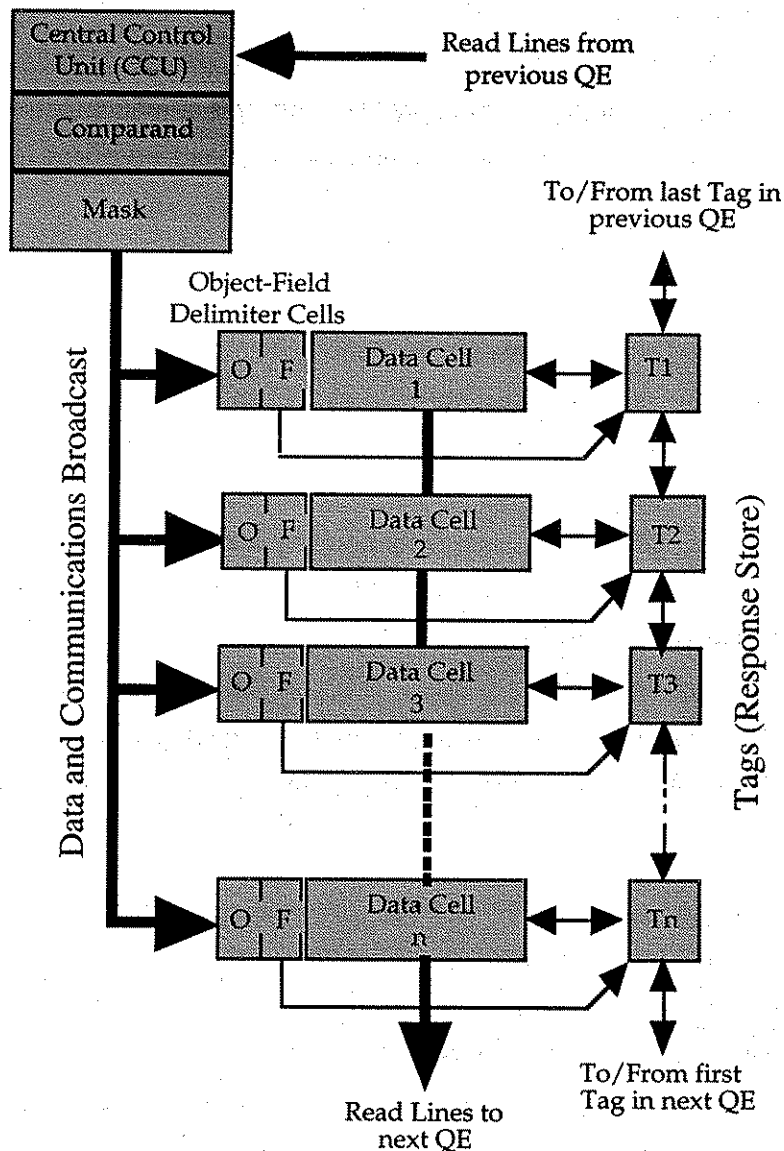 Central Control
Unit (CCU)
Comparand
Mask
Read Lines from
previous QE
To/From last Tag in
previous QE
Object-Field
Delimiter Cells
Data and Communications Broadcast
O F
Data Cell
1
T1
O F
Data Cell
2
T2
O F
Data Cell
3
T3
O F
Data Cell
n
Tn
Tags (Response Store)
Read Lines to
next QE
To/From first
Tag in next QE